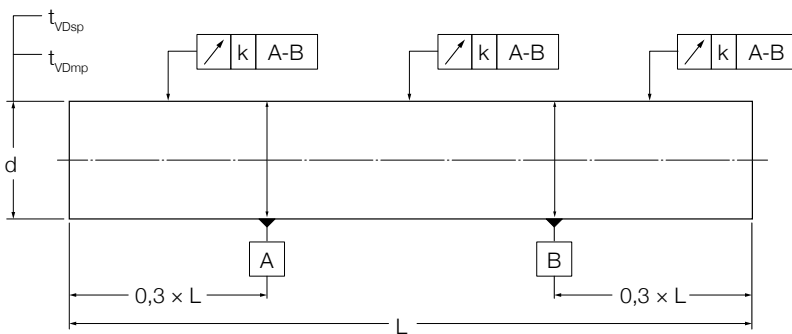 t_VDsp
t_VDmp
k A-B
k A-B
k A-B
d
A
B
0,3 × L
0,3 × L
L